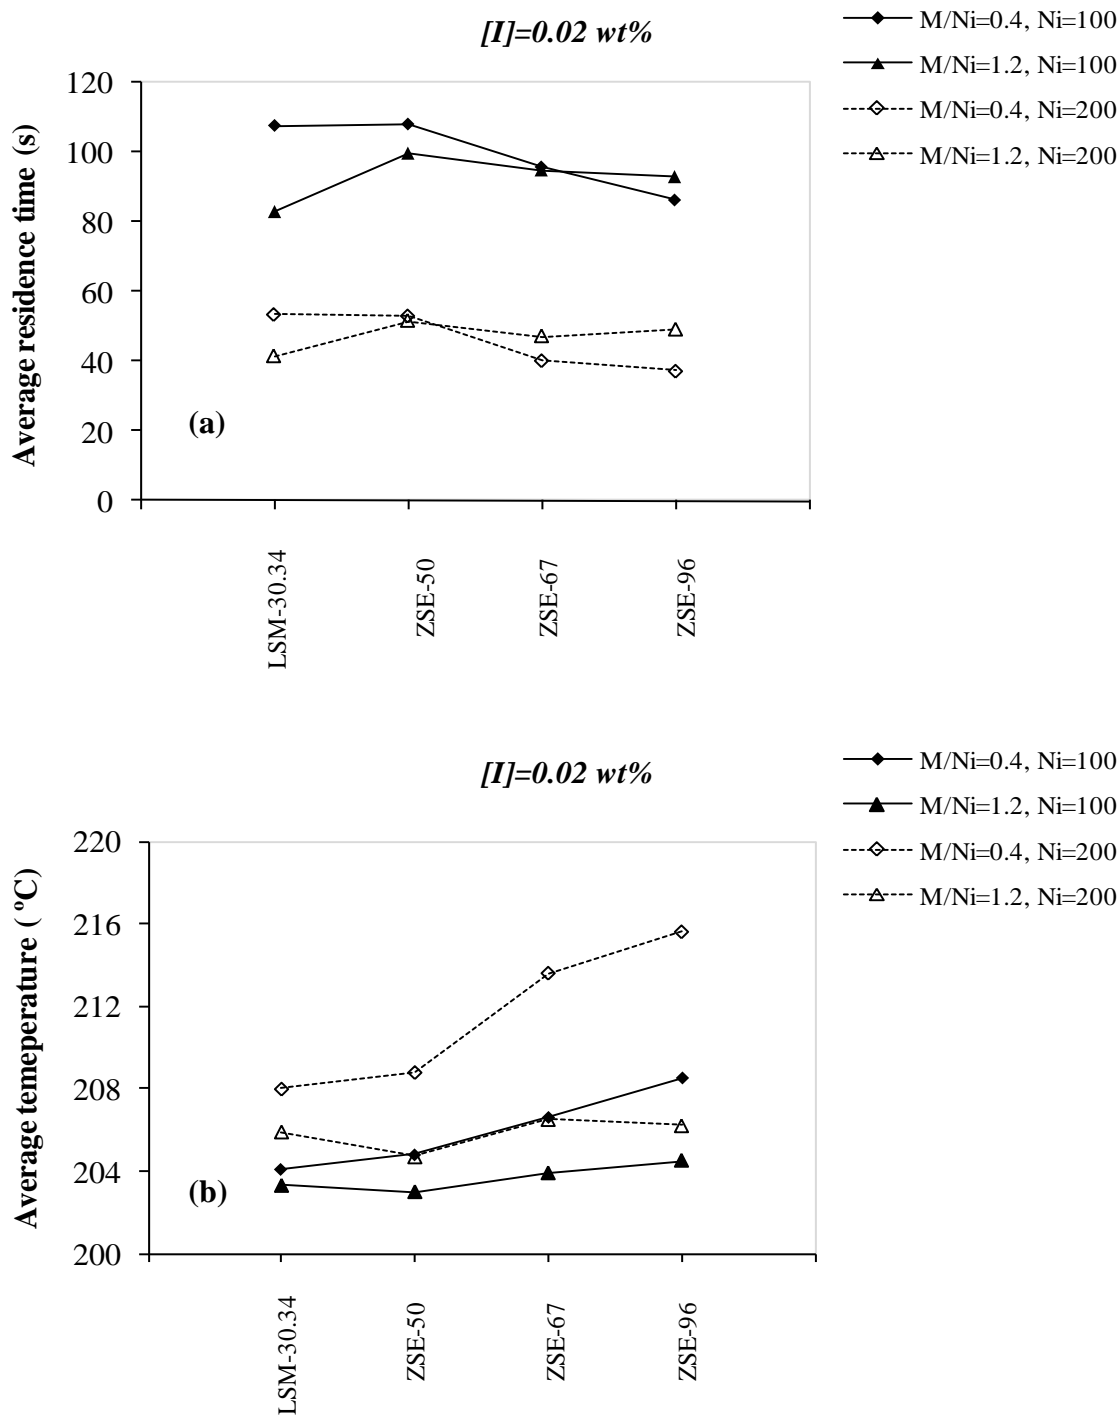 [I]=0.02 wt%
M/Ni=0.4, Ni=100
M/Ni=1.2, Ni=100
M/Ni=0.4, Ni=200
M/Ni=1.2, Ni=200
Average residence time (s)
120
100
80
60
40
20
0
(a)
LSM-30.34
ZSE-50
ZSE-67
ZSE-96
[I]=0.02 wt%
M/Ni=0.4, Ni=100
M/Ni=1.2, Ni=100
M/Ni=0.4, Ni=200
M/Ni=1.2, Ni=200
Average temeperature ( ºC)
220
216
212
208
204
200
(b)
LSM-30.34
ZSE-50
ZSE-67
ZSE-96